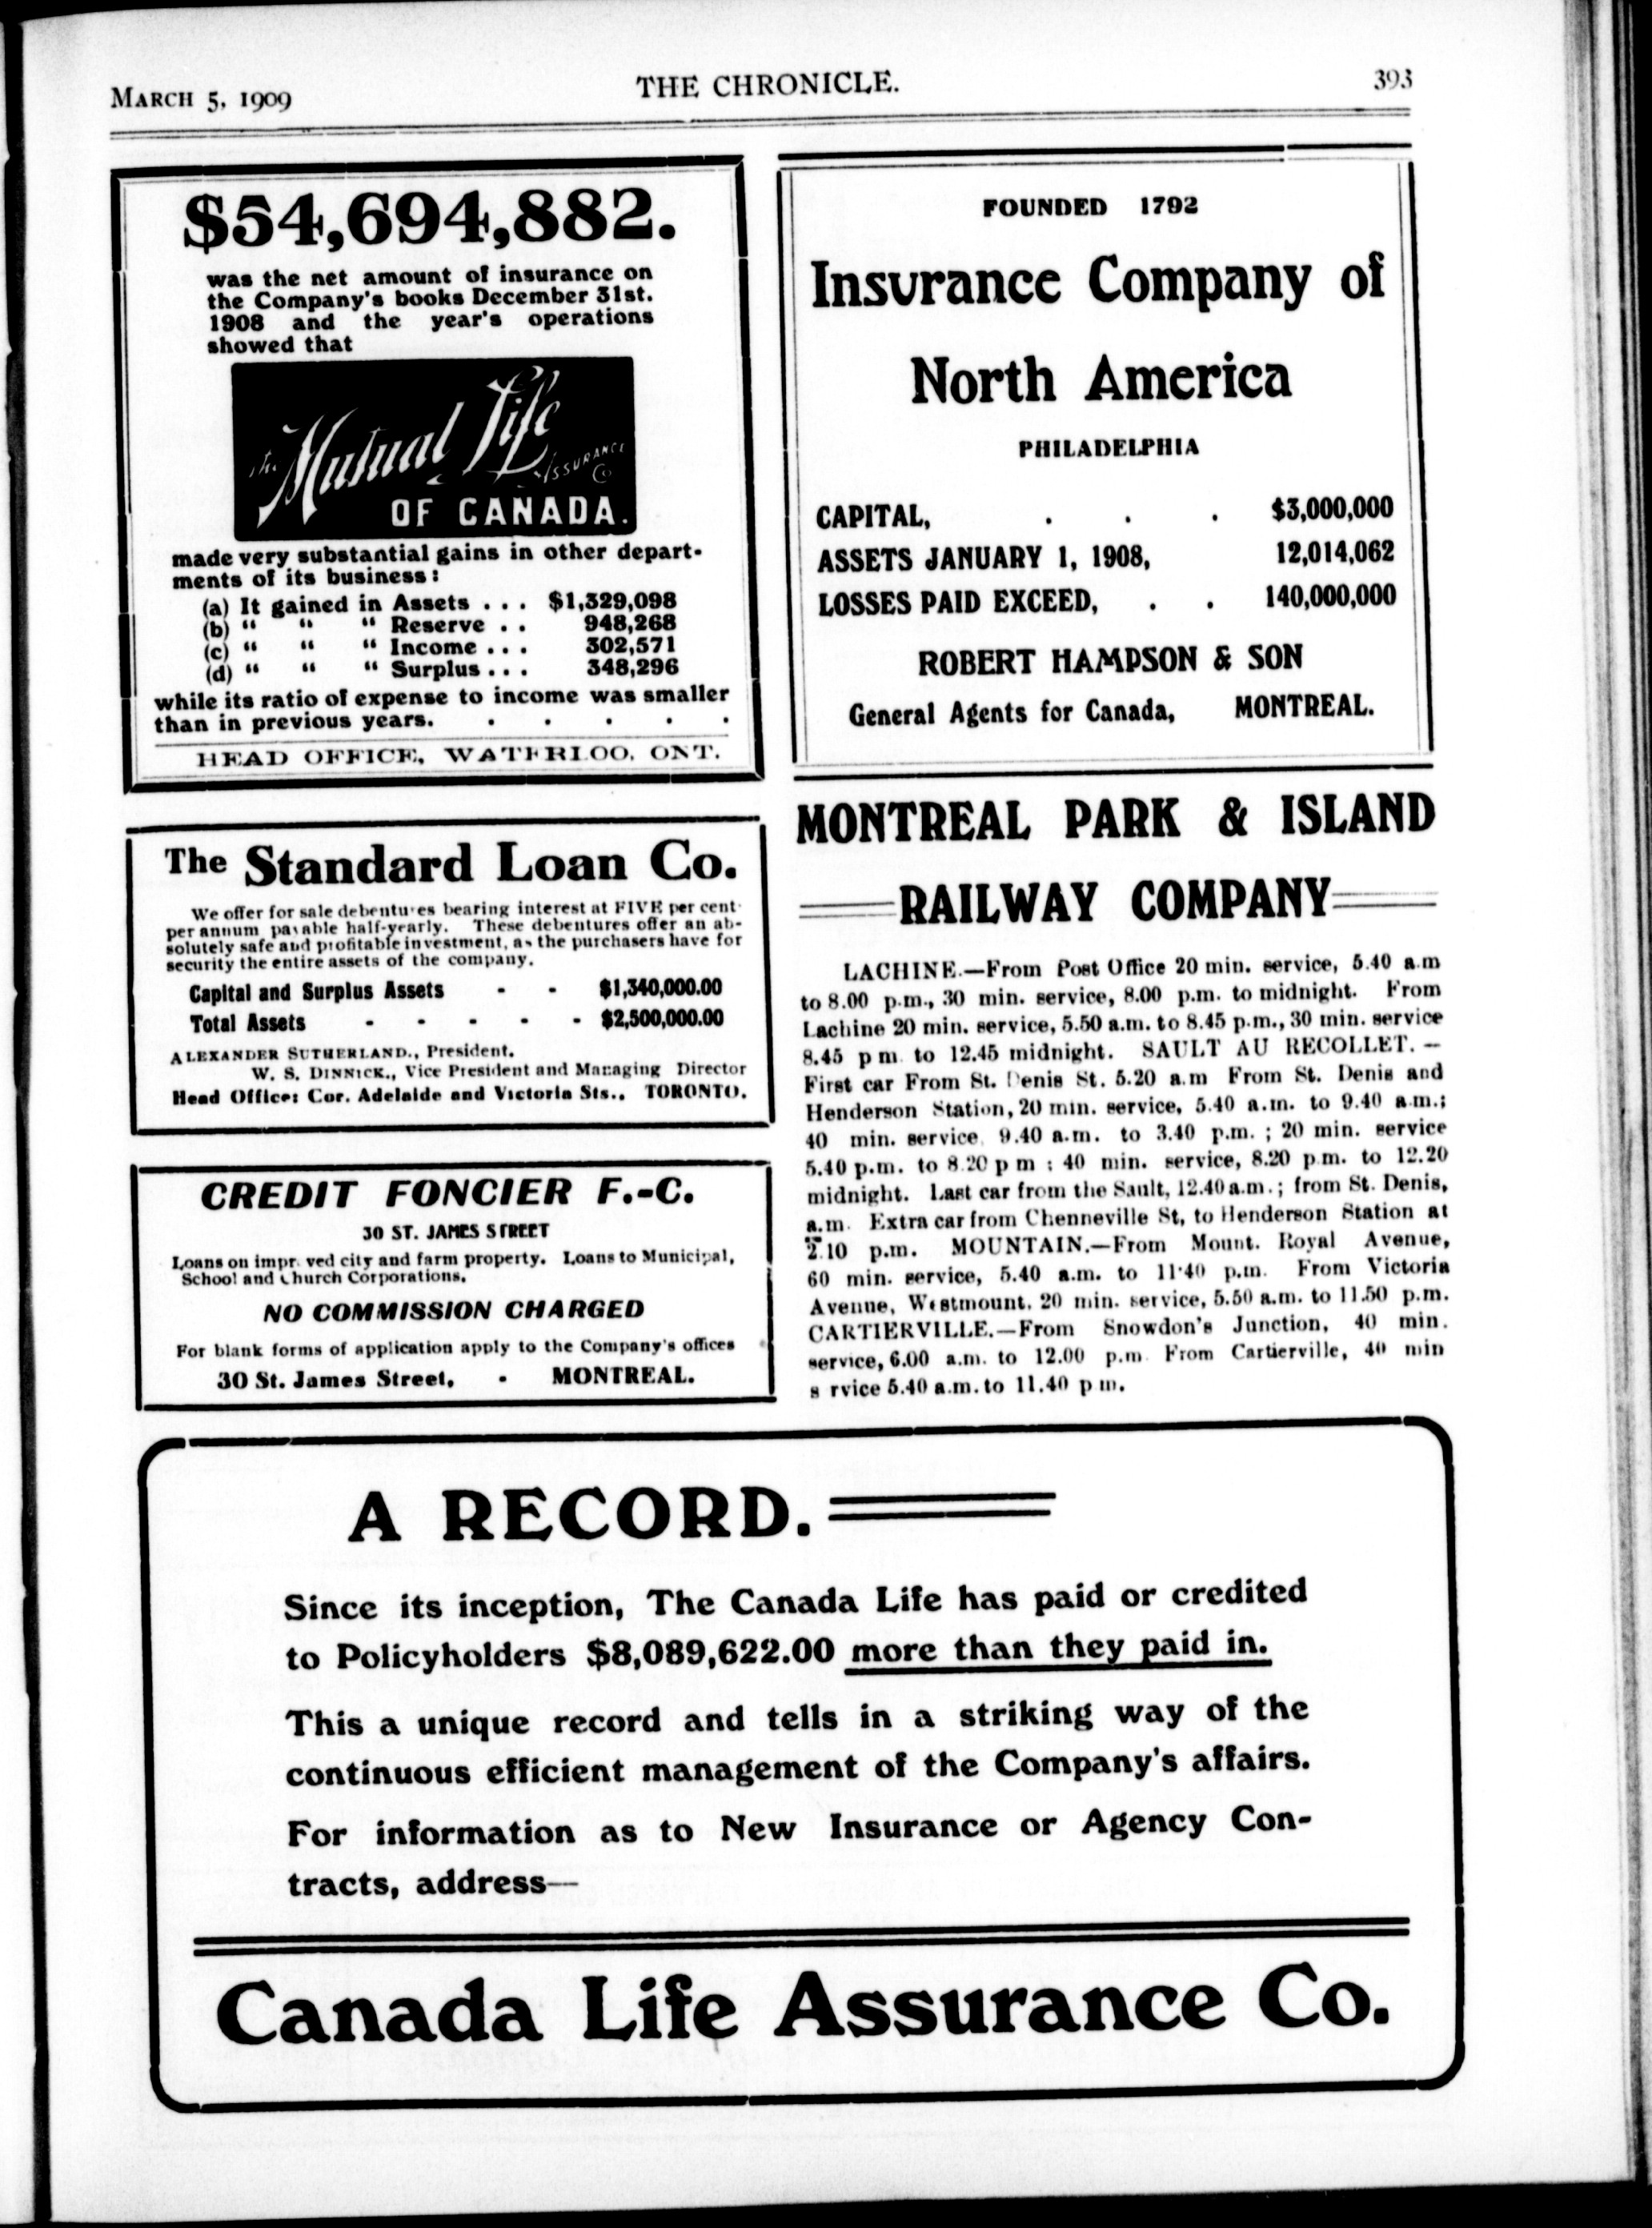 MARCH 5, 1909
THE CHRONICLE.
393
$54,694,882.
was the net amount of insurance on
the Company's books December 31st.
1908 and the year's operations
showed that
The Mutual Life
ASSURANCE Co
OF CANADA.
made very substantial gains in other depart-
ments of its business:
(a) It gained in Assets . . . $1,329,098
(b) " " " Reserve . . 948,268
(c) " " " Income . . . 302,571
(d) " " " Surplus . . . 348,296
while its ratio of expense to income was smaller
than in previous years. . . . . .
HEAD OFFICE, WATERLOO, ONT.
FOUNDED 1792
Insurance Company of
North America
PHILADELPHIA
CAPITAL, . . . $3,000,000
ASSETS JANUARY 1, 1908, 12,014,062
LOSSES PAID EXCEED, . . 140,000,000
ROBERT HAMPSON & SON
General Agents for Canada, MONTREAL.
The Standard Loan Co.
We offer for sale debentures bearing interest at FIVE per cent
per annum payable half-yearly. These debentures offer an ab-
solutely safe and profitable investment, as the purchasers have for
security the entire assets of the company.
Capital and Surplus Assets - - $1,340,000.00
Total Assets - - - - - $2,500,000.00
ALEXANDER SUTHERLAND., President.
W. S. DINNICK., Vice President and Managing Director
Head Office: Cor. Adelaide and Victoria Sts., TORONTO.
CREDIT FONCIER F.-C.
30 ST. JAMES STREET
Loans on impr ved city and farm property. Loans to Municipal,
School and Church Corporations.
NO COMMISSION CHARGED
For blank forms of application apply to the Company's offices
30 St. James Street, - MONTREAL.
MONTREAL PARK & ISLAND
RAILWAY COMPANY
LACHINE.—From Post Office 20 min. service, 5.40 a.m
to 8.00 p.m., 30 min. service, 8.00 p.m. to midnight. From
Lachine 20 min. service, 5.50 a.m. to 8.45 p.m., 30 min. service
8.45 p m to 12.45 midnight. SAULT AU RECOLLET. —
First car From St. Denis St. 5.20 a.m From St. Denis and
Henderson Station, 20 min. service, 5.40 a.m. to 9.40 a.m.;
40 min. service 9.40 a.m. to 3.40 p.m. ; 20 min. service
5.40 p.m. to 8.20 p m : 40 min. service, 8.20 p.m. to 12.20
midnight. Last car from the Sault, 12.40 a.m.; from St. Denis,
a.m. Extra car from Chenneville St, to Henderson Station at
2.10 p.m. MOUNTAIN.—From Mount. Royal Avenue,
60 min. service, 5.40 a.m. to 11·40 p.m. From Victoria
Avenue, Westmount, 20 min. service, 5.50 a.m. to 11.50 p.m.
CARTIERVILLE.—From Snowdon's Junction, 40 min.
service, 6.00 a.m. to 12.00 p.m From Cartierville, 40 min
s rvice 5.40 a.m. to 11.40 p m.
A RECORD.
Since its inception, The Canada Life has paid or credited
to Policyholders $8,089,622.00 more than they paid in.
This a unique record and tells in a striking way of the
continuous efficient management of the Company's affairs.
For information as to New Insurance or Agency Con-
tracts, address—
Canada Life Assurance Co.